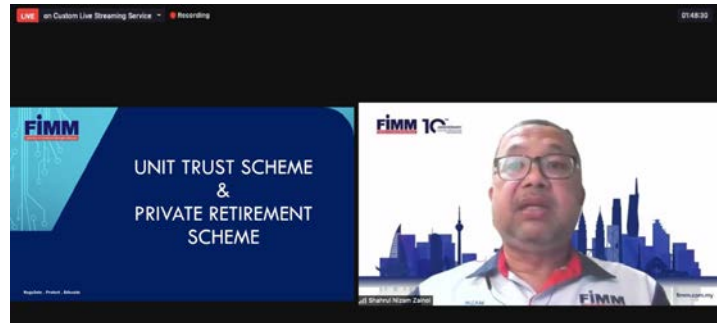 LIVE on Custom Live Streaming Service Recording
01:48:30
FIMM
UNIT TRUST SCHEME
&
PRIVATE RETIREMENT
SCHEME
Regulate . Protect . Educate
FIMM 10TH
Shahrul Nizam Zainol
FIMM
fimm.com.my